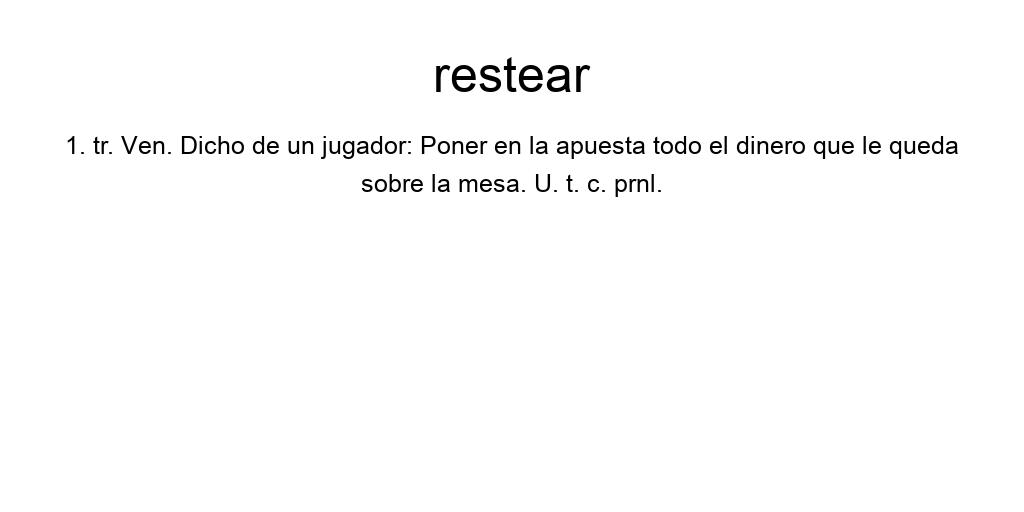 restear
1. tr. Ven. Dicho de un jugador: Poner en la apuesta todo el dinero que le queda
sobre la mesa. U. t. c. prnl.